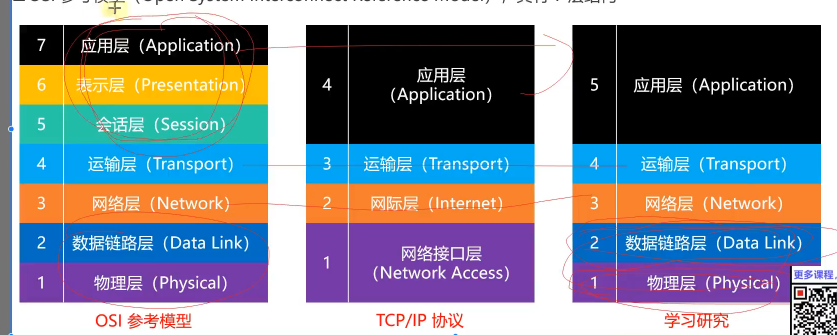 OSI 参考模型（Open System Interconnect Reference Model），共有7层结构
7 应用层（Application）
6 表示层（Presentation）
5 会话层（Session）
4 运输层（Transport）
3 网络层（Network）
2 数据链路层（Data Link）
1 物理层（Physical）
OSI 参考模型
4 应用层
（Application）
3 运输层（Transport）
2 网际层（Internet）
1 网络接口层
（Network Access）
TCP/IP 协议
5 应用层（Application）
4 运输层（Transport）
3 网络层（Network）
2 数据链路层（Data Link）
1 物理层（Physical）
学习研究
更多课程